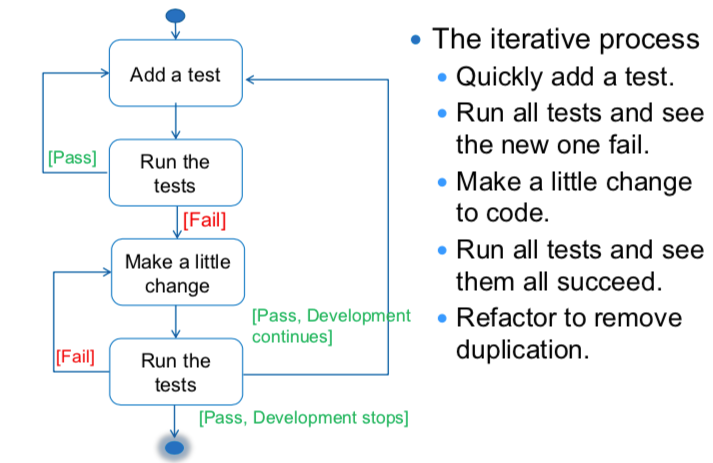 Add a test
[Pass]
Run the
tests
[Fail]
Make a little
change
[Pass, Development
continues]
[Fail]
Run the
tests
[Pass, Development stops]
• The iterative process
• Quickly add a test.
• Run all tests and see
the new one fail.
• Make a little change
to code.
• Run all tests and see
them all succeed.
• Refactor to remove
duplication.